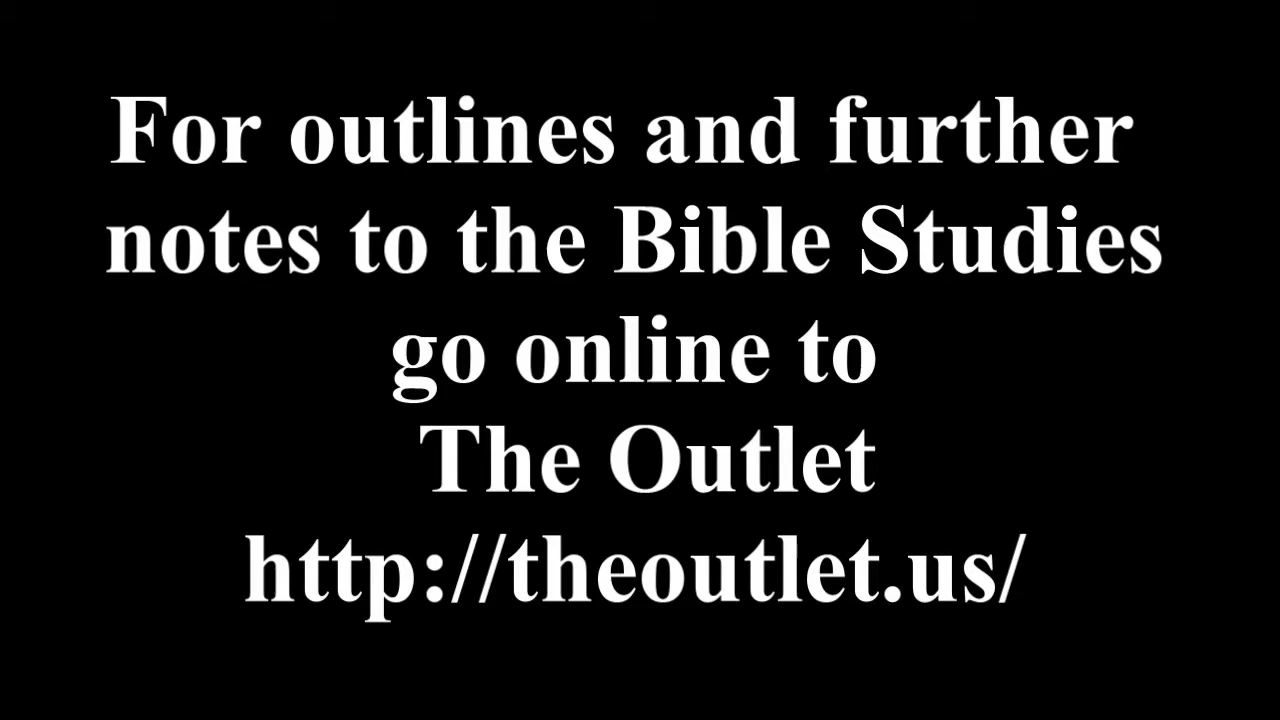 For outlines and further
notes to the Bible Studies
go online to
The Outlet
http://theoutlet.us/